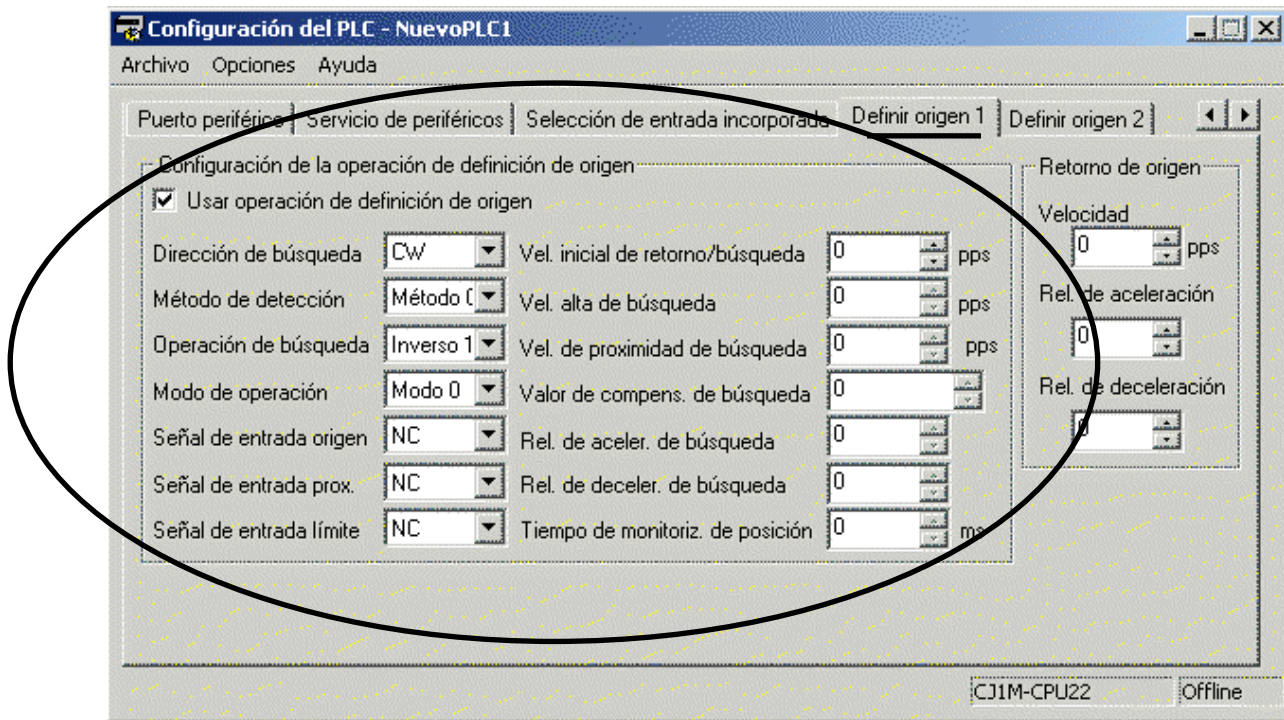 Configuración del PLC - NuevoPLC1
Archivo Opciones Ayuda
Puerto periférico Servicio de periféricos Selección de entrada incorporada Definir origen 1 Definir origen 2
Configuración de la operación de definición de origen
Usar operación de definición de origen
Dirección de búsqueda CW Vel. inicial de retorno/búsqueda 0 pps
Método de detección Método 0 Vel. alta de búsqueda 0 pps
Operación de búsqueda Inverso 1 Vel. de proximidad de búsqueda 0 pps
Modo de operación Modo 0 Valor de compens. de búsqueda 0
Señal de entrada origen NC Rel. de aceler. de búsqueda 0
Señal de entrada prox. NC Rel. de deceler. de búsqueda 0
Señal de entrada límite NC Tiempo de monitoriz. de posición 0 ms
Retorno de origen
Velocidad
0 pps
Rel. de aceleración
0
Rel. de deceleración
0
CJ1M-CPU22 Offline